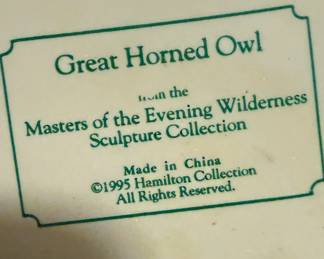 Great Horned Owl
from the
Masters of the Evening Wilderness
Sculpture Collection
Made in China
©1995 Hamilton Collection
All Rights Reserved.